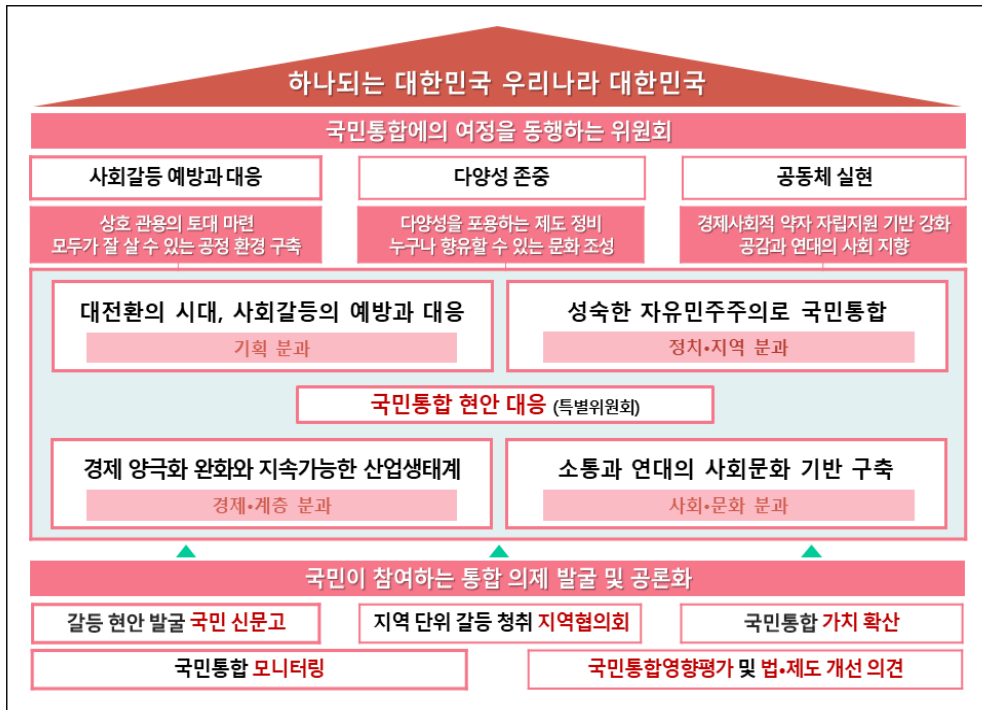 하나되는 대한민국 우리나라 대한민국
국민통합에의 여정을 동행하는 위원회
사회갈등 예방과 대응
다양성 존중
공동체 실현
상호 관용의 토대 마련
모두가 잘 살 수 있는 공정 환경 구축
다양성을 포용하는 제도 정비
누구나 향유할 수 있는 문화 조성
경제사회적 약자 자립지원 기반 강화
공감과 연대의 사회 지향
대전환의 시대, 사회갈등의 예방과 대응
기획 분과
성숙한 자유민주주의로 국민통합
정치•지역 분과
국민통합 현안 대응 (특별위원회)
경제 양극화 완화와 지속가능한 산업생태계
경제•계층 분과
소통과 연대의 사회문화 기반 구축
사회•문화 분과
국민이 참여하는 통합 의제 발굴 및 공론화
갈등 현안 발굴 국민 신문고
지역 단위 갈등 청취 지역협의회
국민통합 가치 확산
국민통합 모니터링
국민통합영향평가 및 법•제도 개선 의견